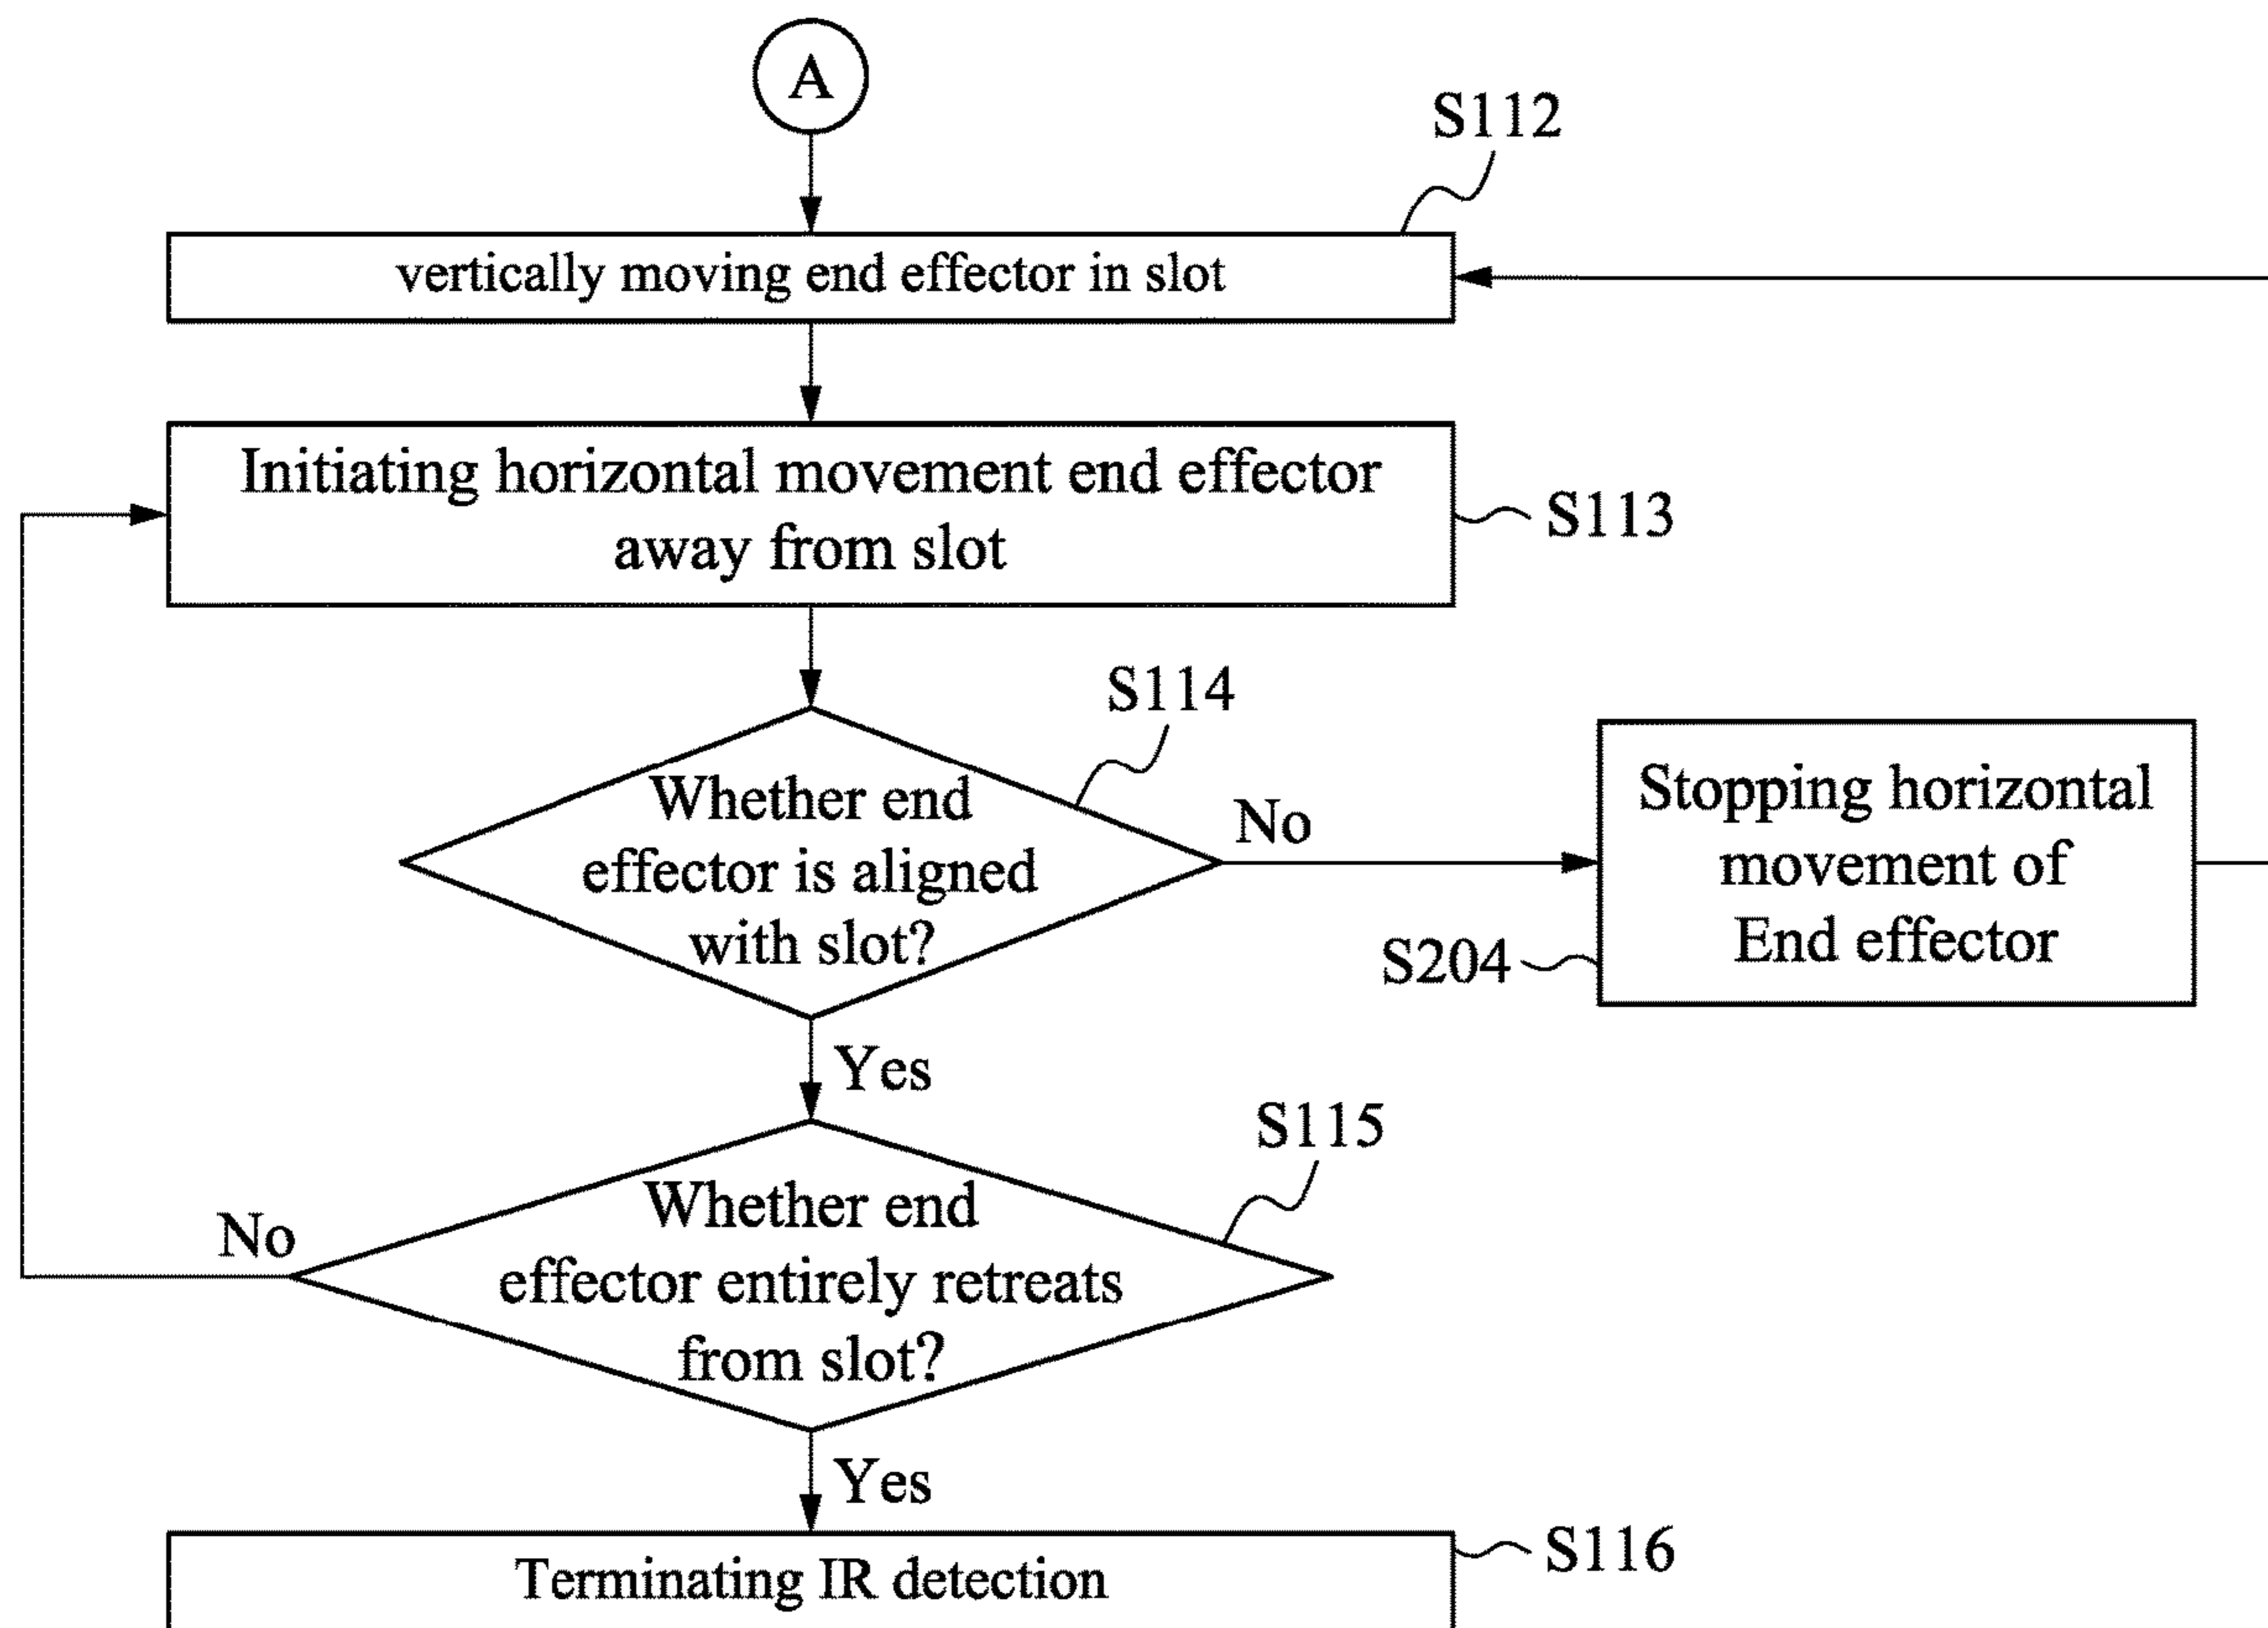 A
S112
vertically moving end effector in slot
Initiating horizontal movement end effector
away from slot
S113
S114
Whether end
effector is aligned
with slot?
No
Stopping horizontal
movement of
End effector
S204
Yes
S115
Whether end
effector entirely retreats
from slot?
No
Yes
S116
Terminating IR detection